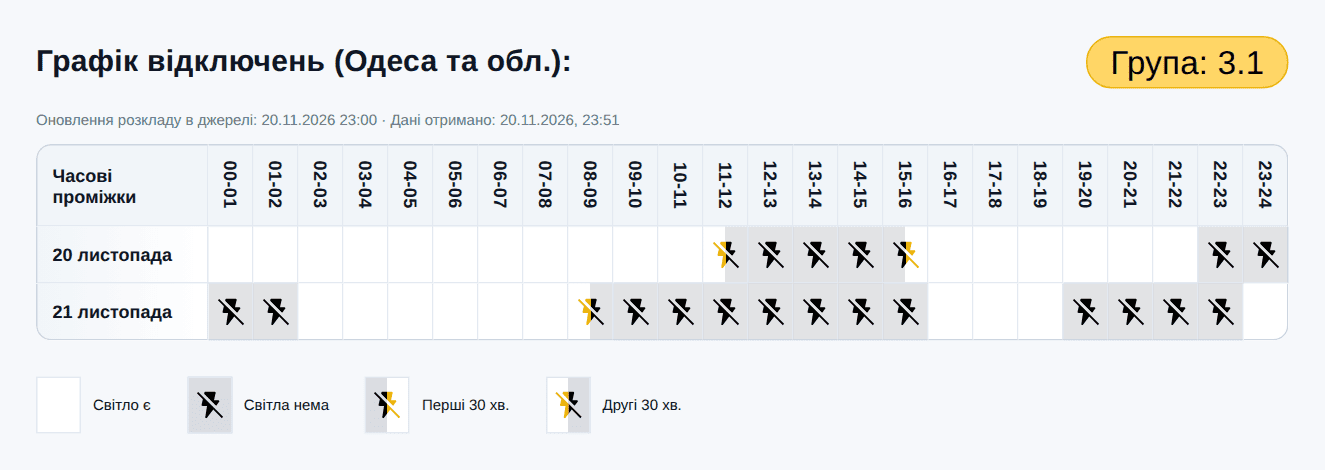 Графік відключень (Одеса та обл.):
Група: 3.1
Оновлення розкладу в джерелі: 20.11.2026 23:00 · Дані отримано: 20.11.2026, 23:51
Часові
проміжки
00-01 01-02 02-03 03-04 04-05 05-06 06-07 07-08 08-09 09-10 10-11 11-12 12-13 13-14 14-15 15-16 16-17 17-18 18-19 19-20 20-21 21-22 22-23 23-24
20 листопада
21 листопада
Світло є
Світла нема
Перші 30 хв.
Другі 30 хв.